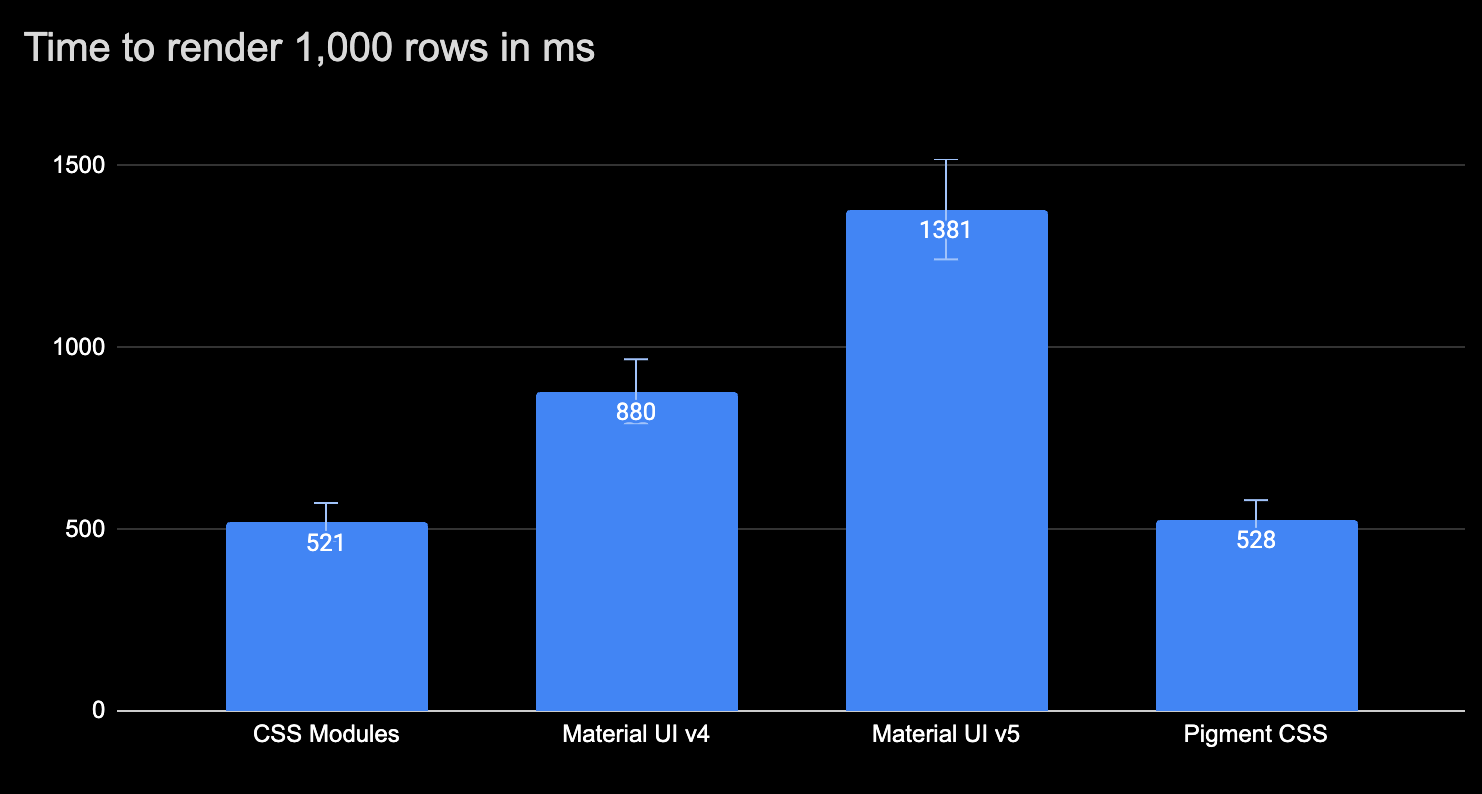 Time to render 1,000 rows in ms
1500
1000
500
0
521
880
1381
528
CSS Modules
Material UI v4
Material UI v5
Pigment CSS